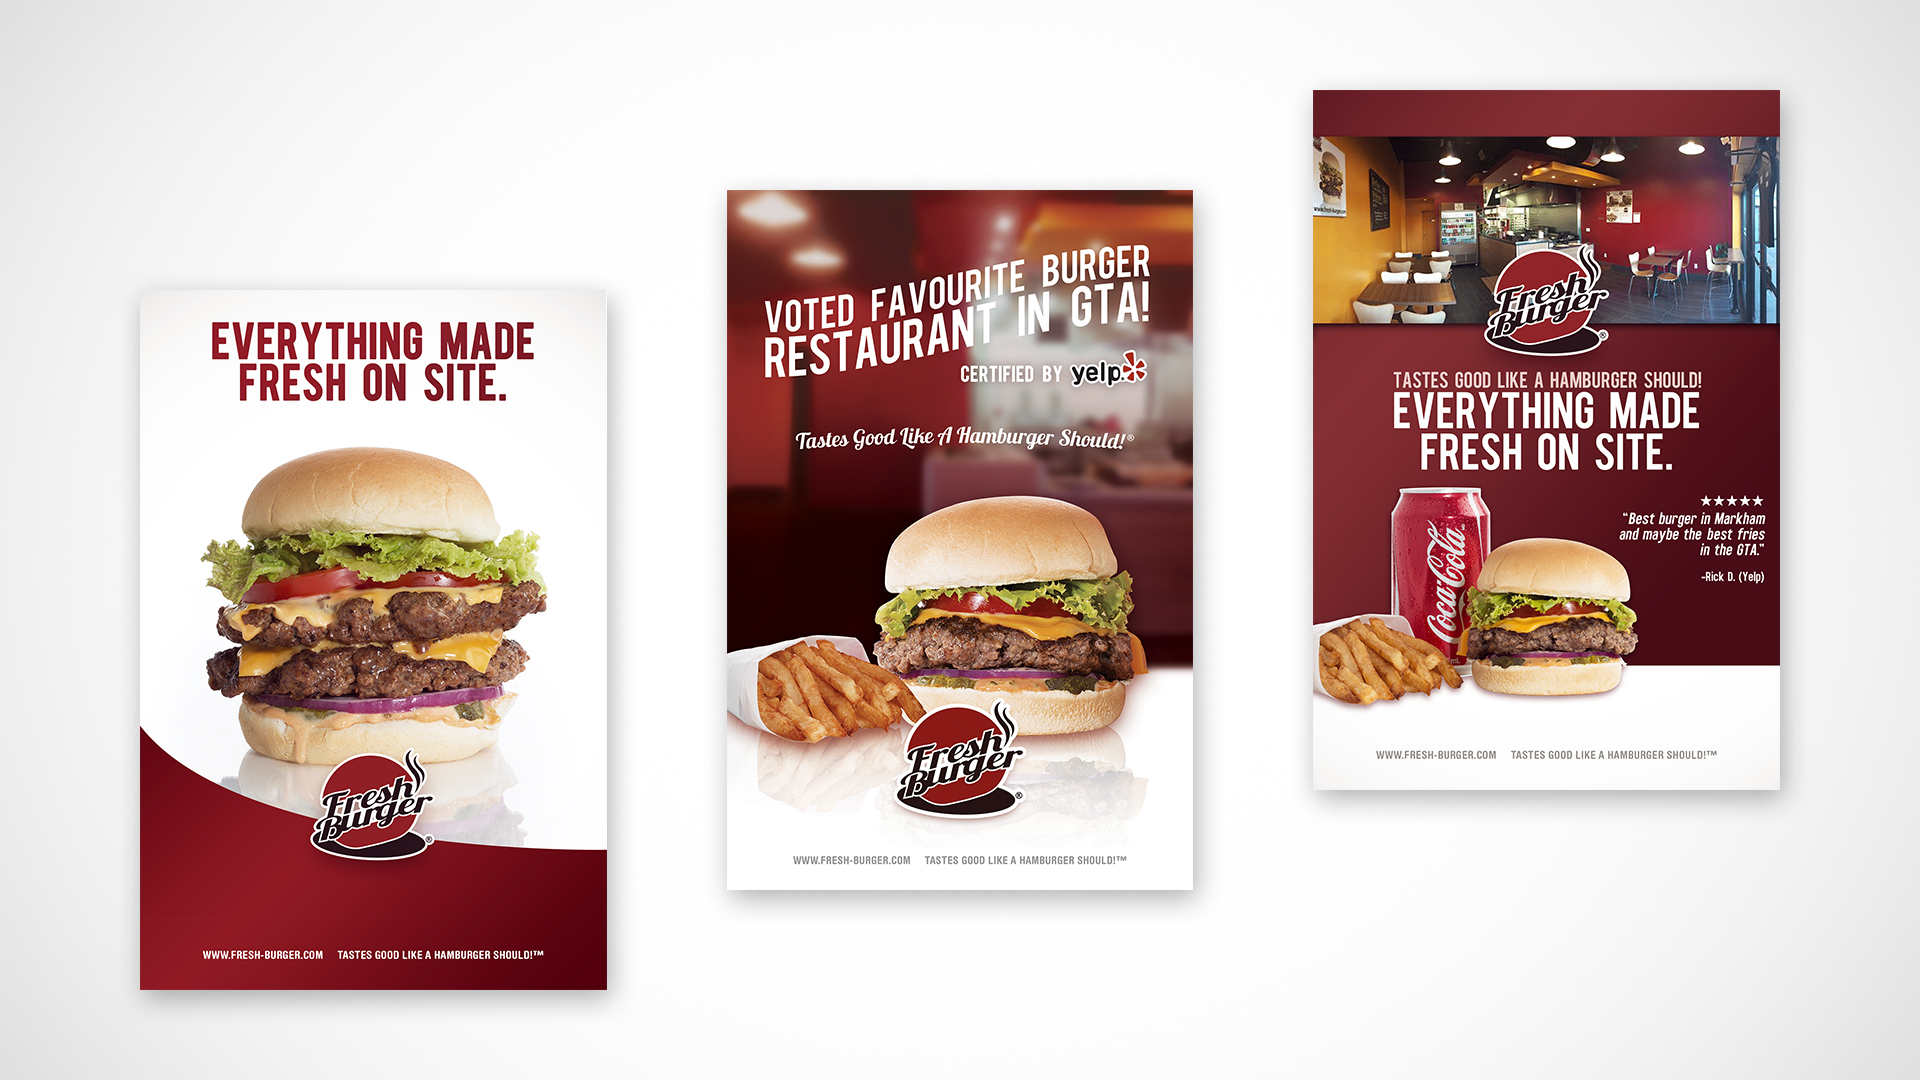 EVERYTHING MADE
FRESH ON SITE.
Fresh
Burger
®
WWW.FRESH-BURGER.COM TASTES GOOD LIKE A HAMBURGER SHOULD!™
VOTED FAVOURITE BURGER
RESTAURANT IN GTA!
CERTIFIED BY yelp
Tastes Good Like A Hamburger Should!®
Fresh
Burger
®
WWW.FRESH-BURGER.COM TASTES GOOD LIKE A HAMBURGER SHOULD!™
Fresh
Burger
®
TASTES GOOD LIKE A HAMBURGER SHOULD!
EVERYTHING MADE
FRESH ON SITE.
Coca-Cola
★★★★★
"Best burger in Markham
and maybe the best fries
in the GTA."
-Rick D. (Yelp)
WWW.FRESH-BURGER.COM TASTES GOOD LIKE A HAMBURGER SHOULD!™